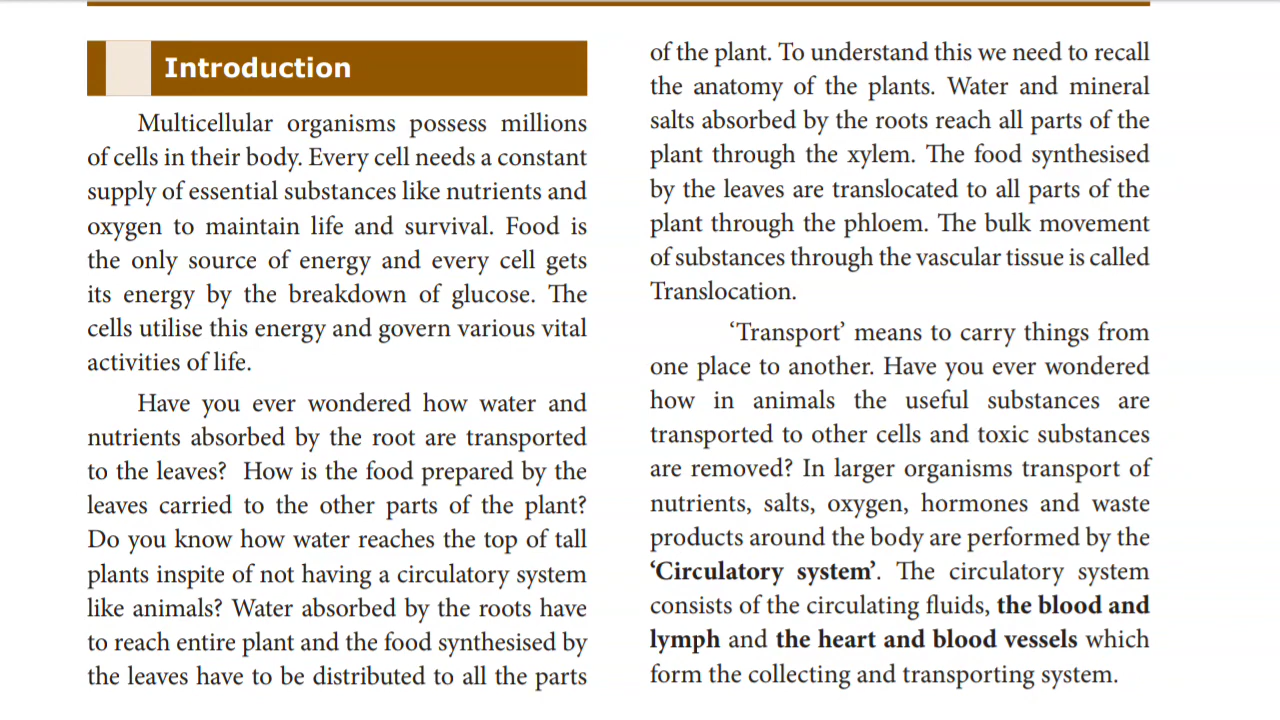 Introduction
Multicellular organisms possess millions
of cells in their body. Every cell needs a constant
supply of essential substances like nutrients and
oxygen to maintain life and survival. Food is
the only source of energy and every cell gets
its energy by the breakdown of glucose. The
cells utilise this energy and govern various vital
activities of life.
Have you ever wondered how water and
nutrients absorbed by the root are transported
to the leaves? How is the food prepared by the
leaves carried to the other parts of the plant?
Do you know how water reaches the top of tall
plants inspite of not having a circulatory system
like animals? Water absorbed by the roots have
to reach entire plant and the food synthesised by
the leaves have to be distributed to all the parts
of the plant. To understand this we need to recall
the anatomy of the plants. Water and mineral
salts absorbed by the roots reach all parts of the
plant through the xylem. The food synthesised
by the leaves are translocated to all parts of the
plant through the phloem. The bulk movement
of substances through the vascular tissue is called
Translocation.
‘Transport’ means to carry things from
one place to another. Have you ever wondered
how in animals the useful substances are
transported to other cells and toxic substances
are removed? In larger organisms transport of
nutrients, salts, oxygen, hormones and waste
products around the body are performed by the
‘Circulatory system’. The circulatory system
consists of the circulating fluids, the blood and
lymph and the heart and blood vessels which
form the collecting and transporting system.